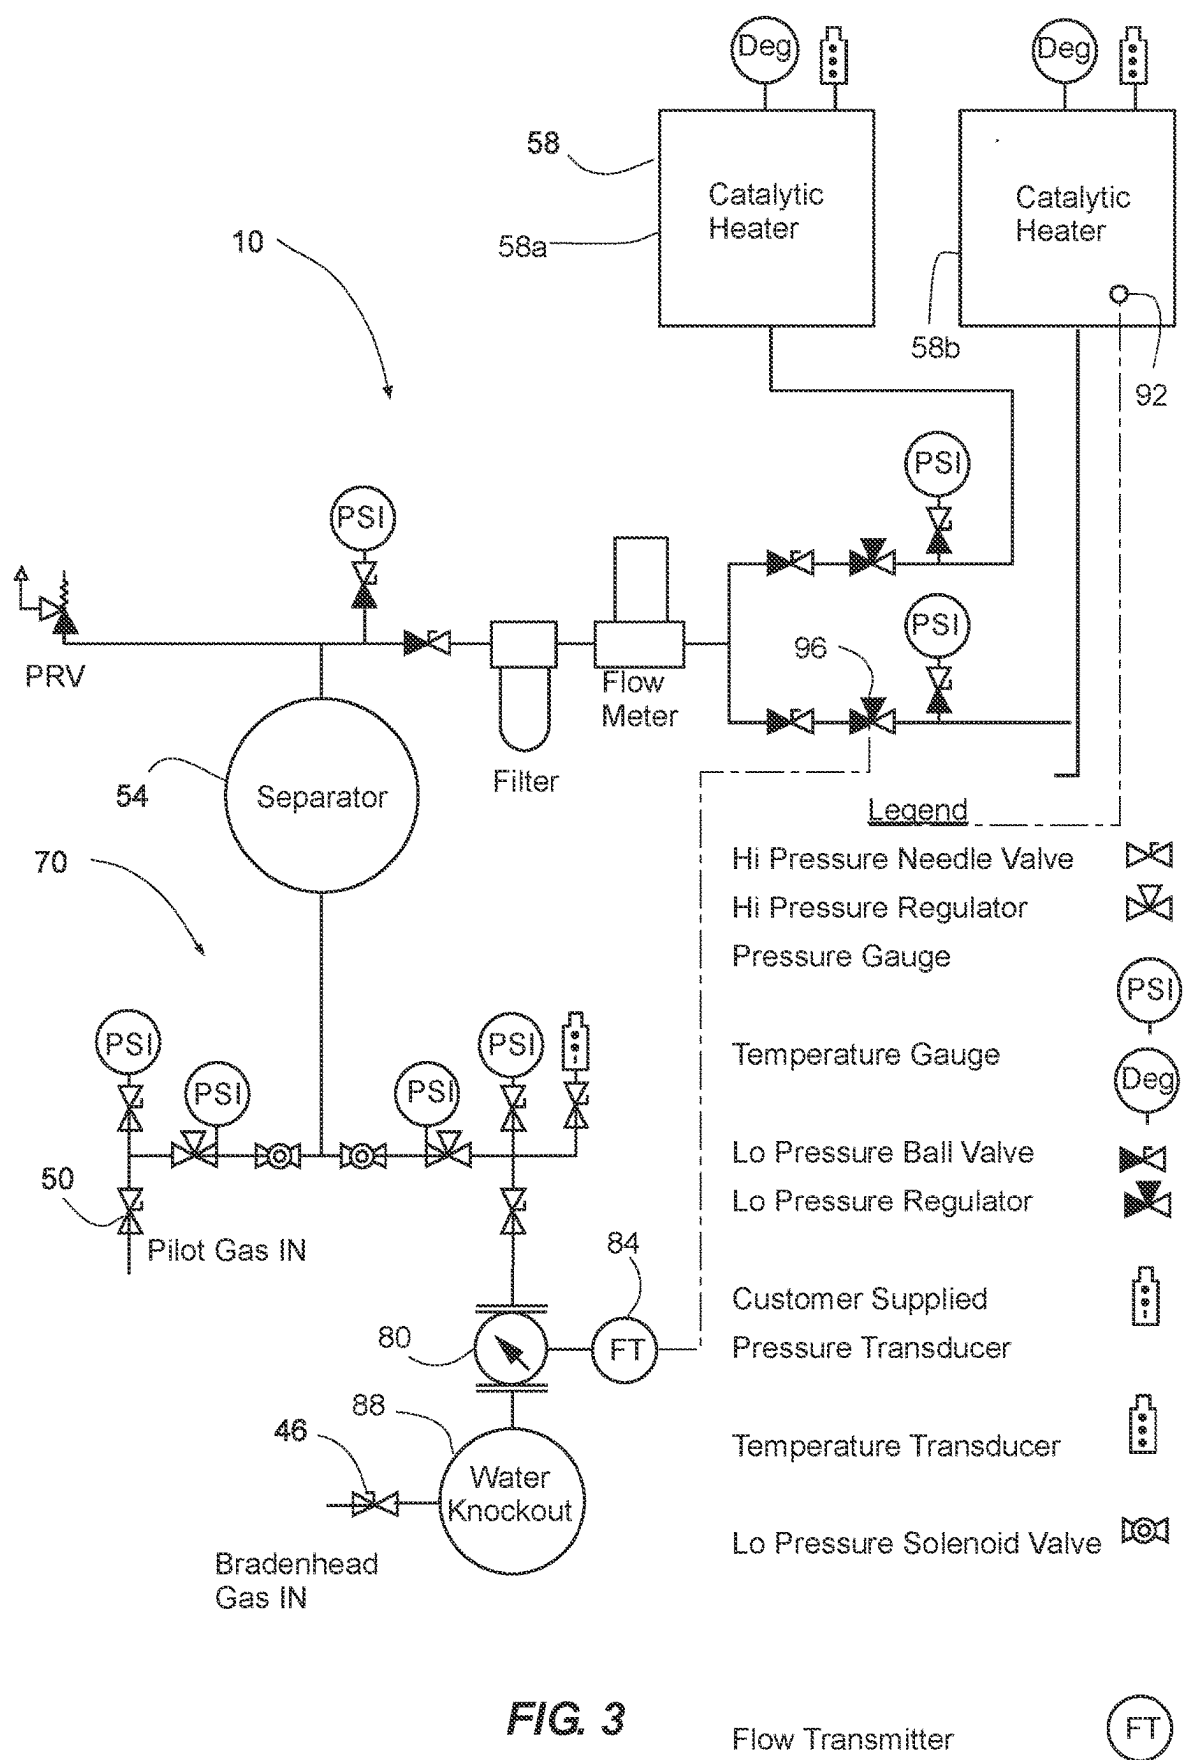 Deg
Deg
58
Catalytic
Heater
Catalytic
Heater
10
58a
58b
92
PSI
PSI
PSI
96
PRV
Flow
Meter
54
Separator
Filter
Legend
70
Hi Pressure Needle Valve
Hi Pressure Regulator
Pressure Gauge
PSI
PSI
PSI
Temperature Gauge
Deg
PSI
PSI
Lo Pressure Ball Valve
50
Lo Pressure Regulator
Pilot Gas IN
84
Customer Supplied
Pressure Transducer
80
FT
88
46
Water
Knockout
Temperature Transducer
Lo Pressure Solenoid Valve
Bradenhead
Gas IN
FIG. 3
Flow Transmitter
FT